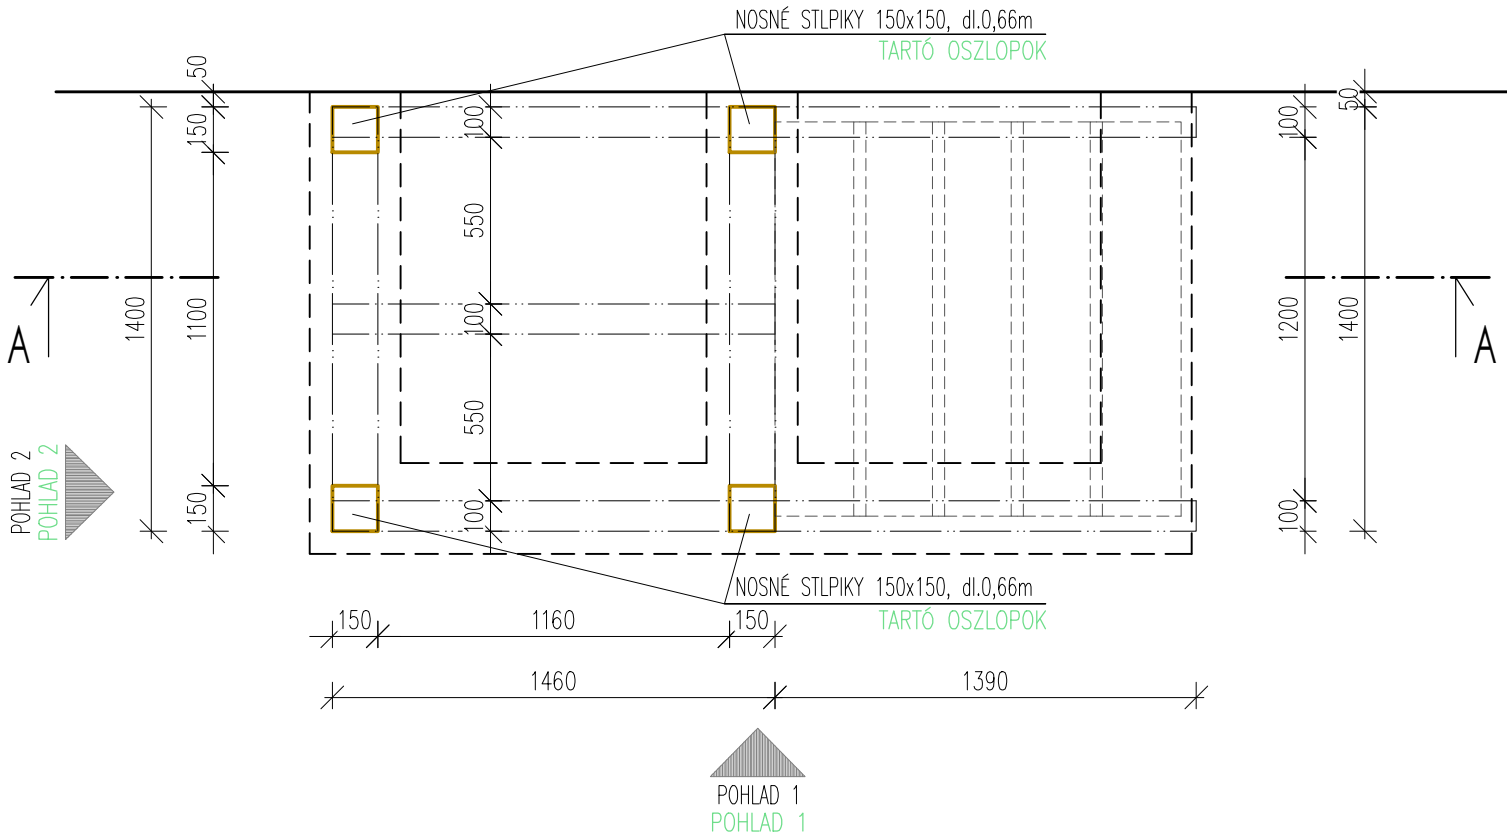 NOSNÉ STLPIKY 150x150, dl.0,66m
TARTÓ OSZLOPOK
50
150
1400
1100
150
100
550
100
550
100
100
1200
100
50
1400
A
A
POHLAD 2
POHLAD 2
NOSNÉ STLPIKY 150x150, dl.0,66m
TARTÓ OSZLOPOK
150
1160
150
1460
1390
POHLAD 1
POHLAD 1